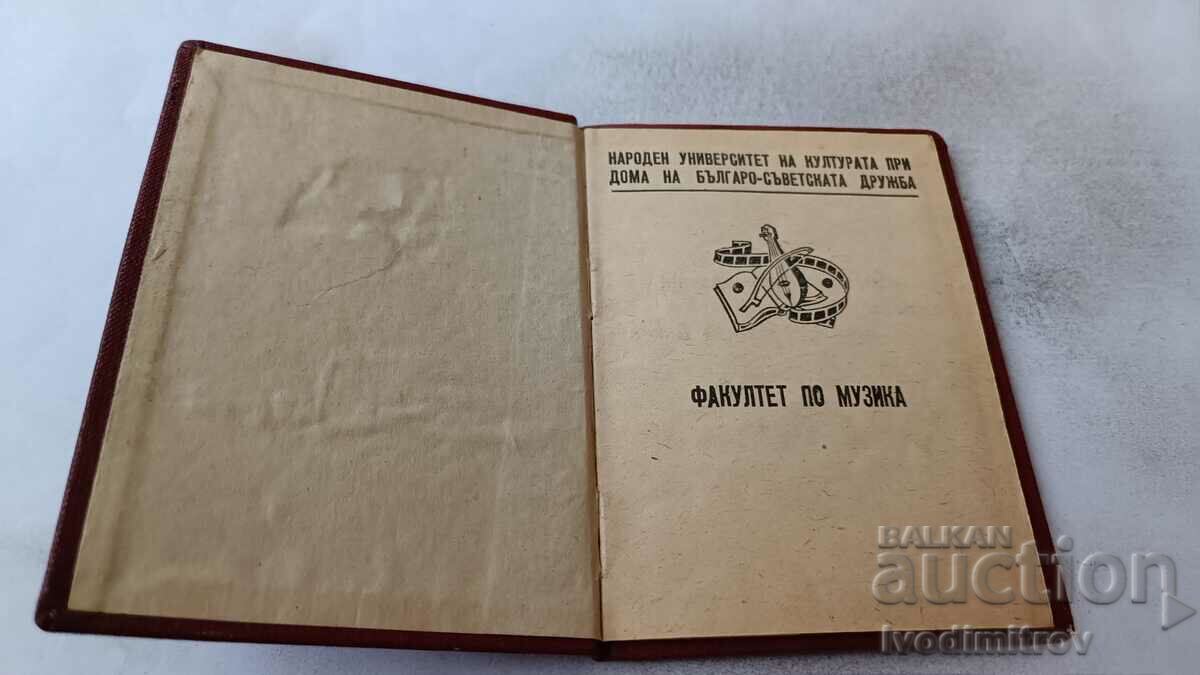 НАРОДЕН УНИВЕРСИТЕТ НА КУЛТУРАТА ПРИ
ДОМА НА БЪЛГАРО-СЪВЕТСКАТА ДРУЖБА
ФАКУЛТЕТ ПО МУЗИКА
BALKAN
auction
Ivodimitrov